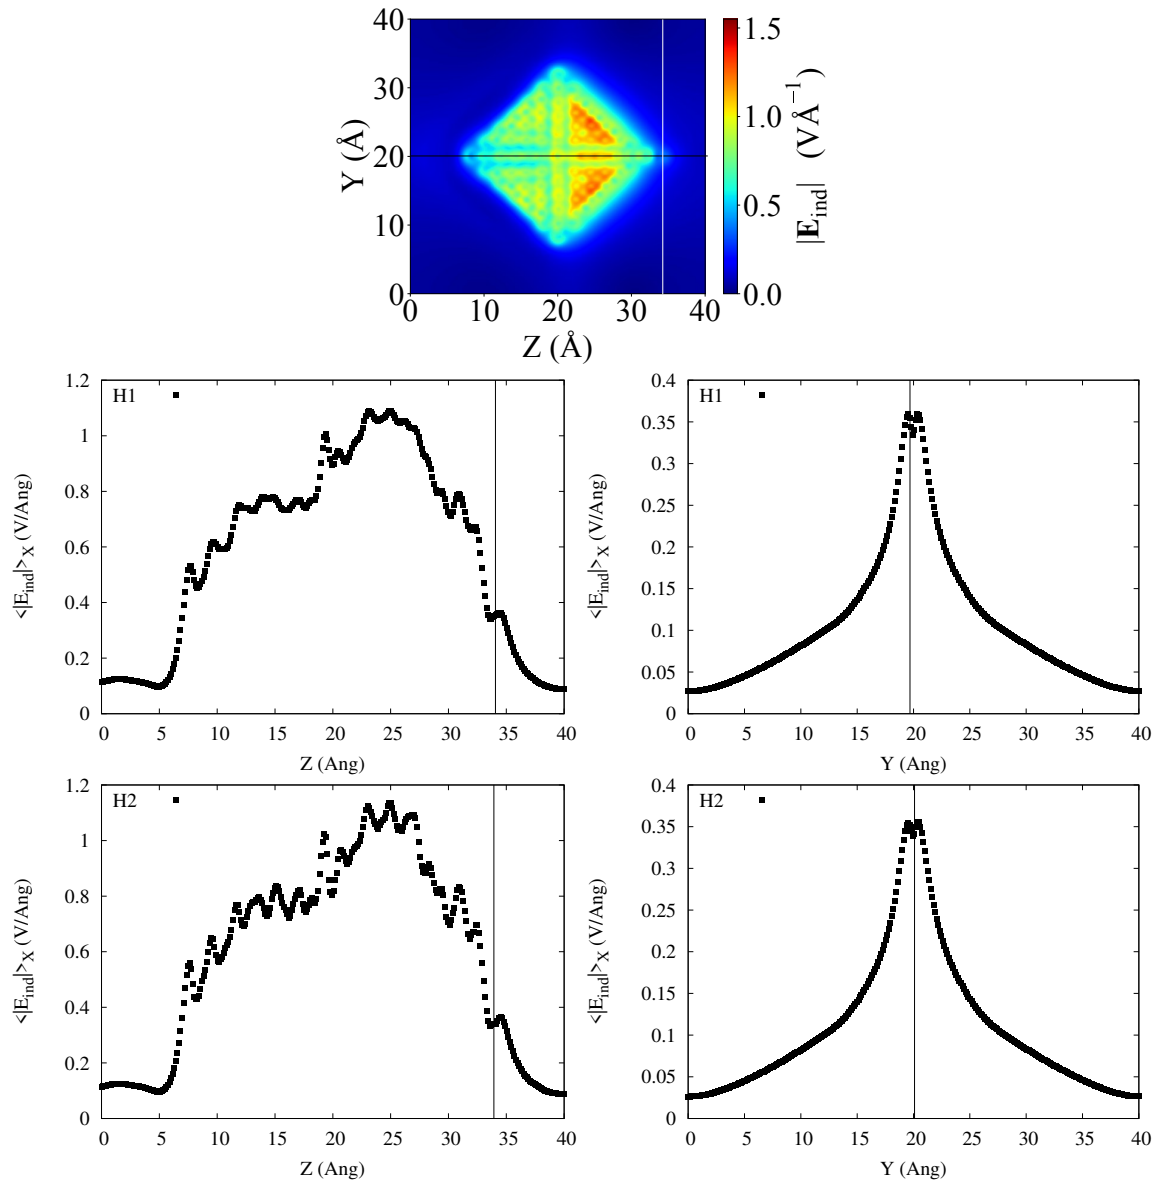 40
30
20
10
0
Y (Å)
0 10 20 30 40
Z (Å)
1.5
1.0
0.5
0.0
|E_ind| (VÅ⁻¹)
H1
1.2
1
0.8
0.6
0.4
0.2
0
<|E_ind|>_X (V/Ang)
0 5 10 15 20 25 30 35 40
Z (Ang)
H1
0.4
0.35
0.3
0.25
0.2
0.15
0.1
0.05
0
<|E_ind|>_X (V/Ang)
0 5 10 15 20 25 30 35 40
Y (Ang)
H2
1.2
1
0.8
0.6
0.4
0.2
0
<|E_ind|>_X (V/Ang)
0 5 10 15 20 25 30 35 40
Z (Ang)
H2
0.4
0.35
0.3
0.25
0.2
0.15
0.1
0.05
0
<|E_ind|>_X (V/Ang)
0 5 10 15 20 25 30 35 40
Y (Ang)